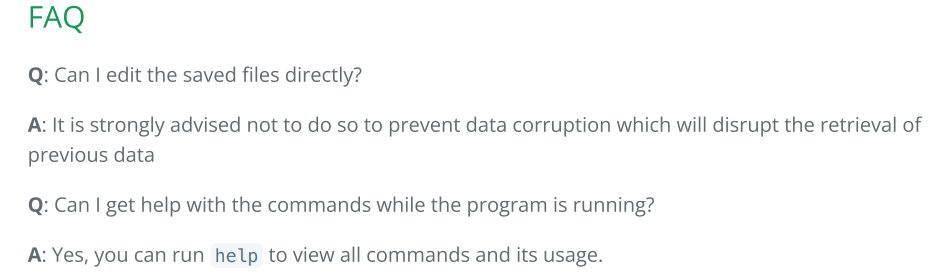 FAQ
Q: Can I edit the saved files directly?
A: It is strongly advised not to do so to prevent data corruption which will disrupt the retrieval of
previous data
Q: Can I get help with the commands while the program is running?
A: Yes, you can run help to view all commands and its usage.